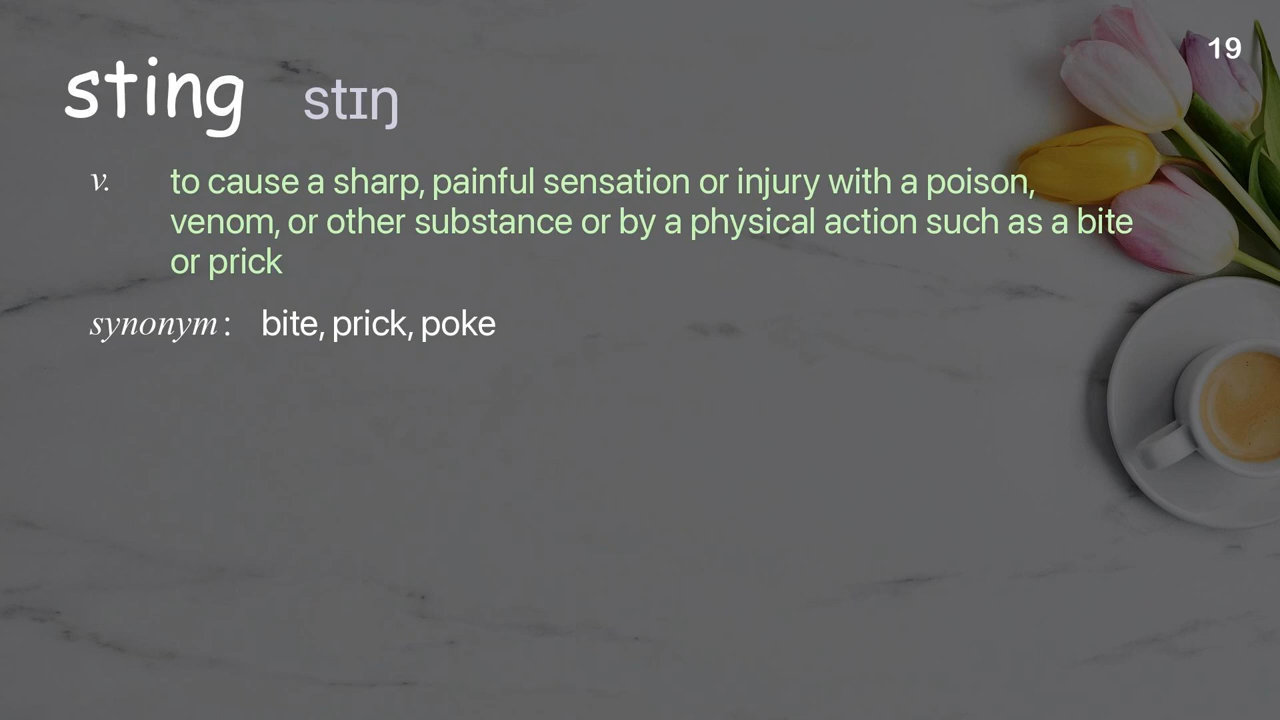 19
sting stɪŋ
v. to cause a sharp, painful sensation or injury with a poison,
venom, or other substance or by a physical action such as a bite
or prick
synonym: bite, prick, poke